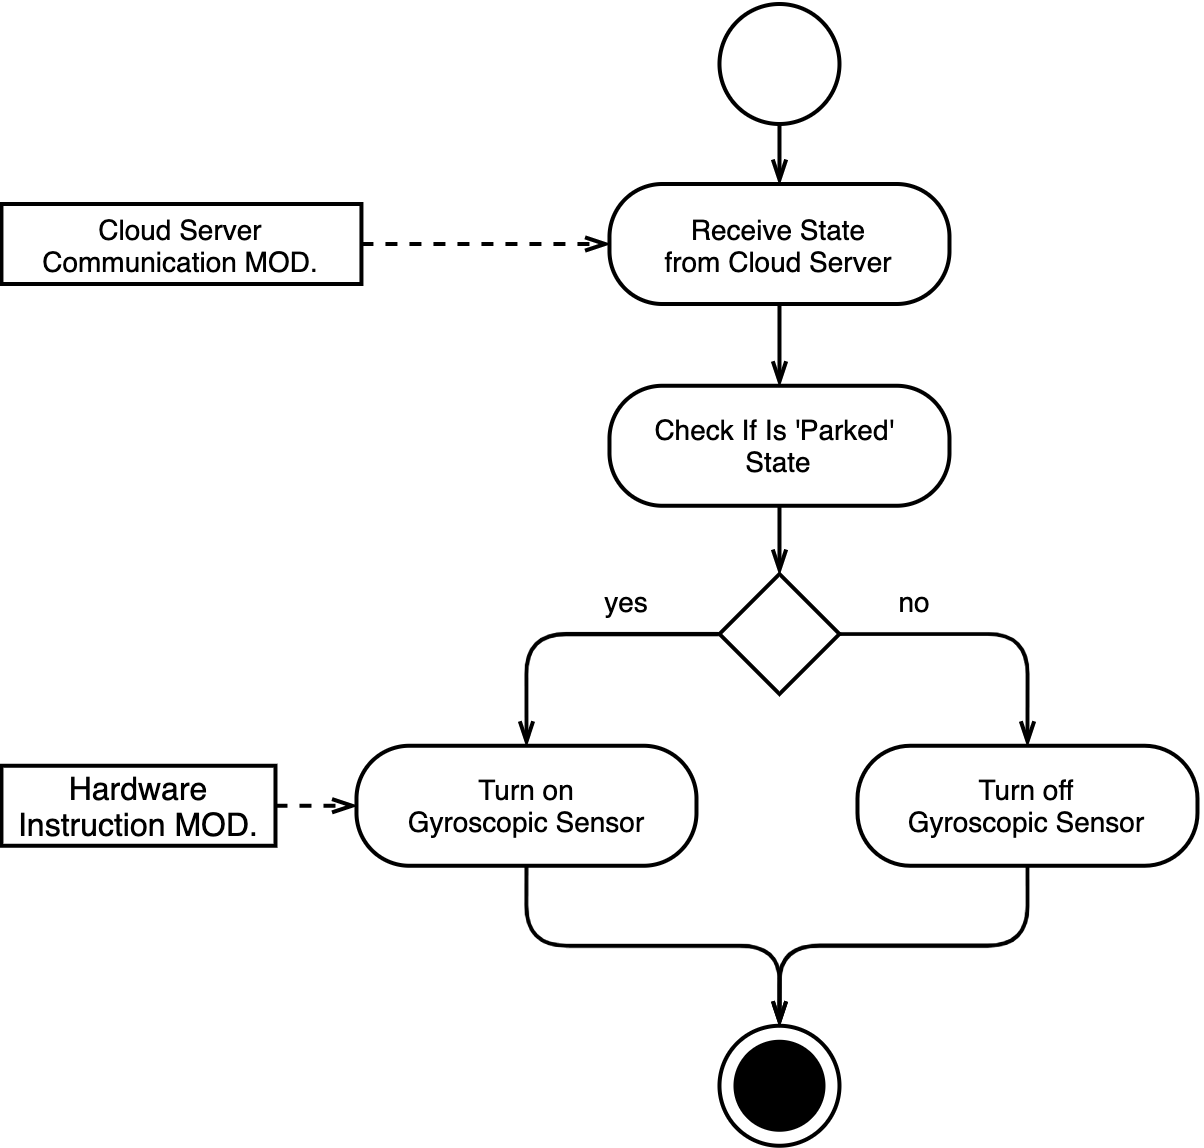 Cloud Server
Communication MOD.
Receive State
from Cloud Server
Check If Is 'Parked'
State
yes
no
Hardware
Instruction MOD.
Turn on
Gyroscopic Sensor
Turn off
Gyroscopic Sensor